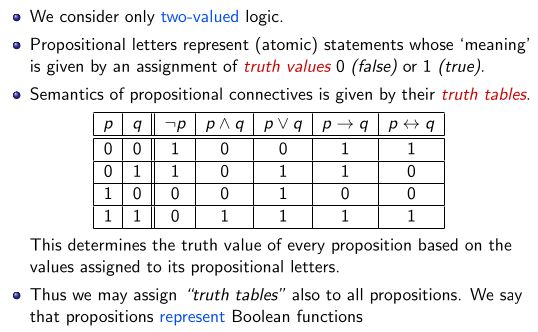 We consider only two-valued logic.
Propositional letters represent (atomic) statements whose ‘meaning’
is given by an assignment of truth values 0 (false) or 1 (true).
Semantics of propositional connectives is given by their truth tables.
p q ¬p p ∧ q p ∨ q p → q p ↔ q
0 0 1 0 0 1 1
0 1 1 0 1 1 0
1 0 0 0 1 0 0
1 1 0 1 1 1 1
This determines the truth value of every proposition based on the
values assigned to its propositional letters.
Thus we may assign “truth tables” also to all propositions. We say
that propositions represent Boolean functions